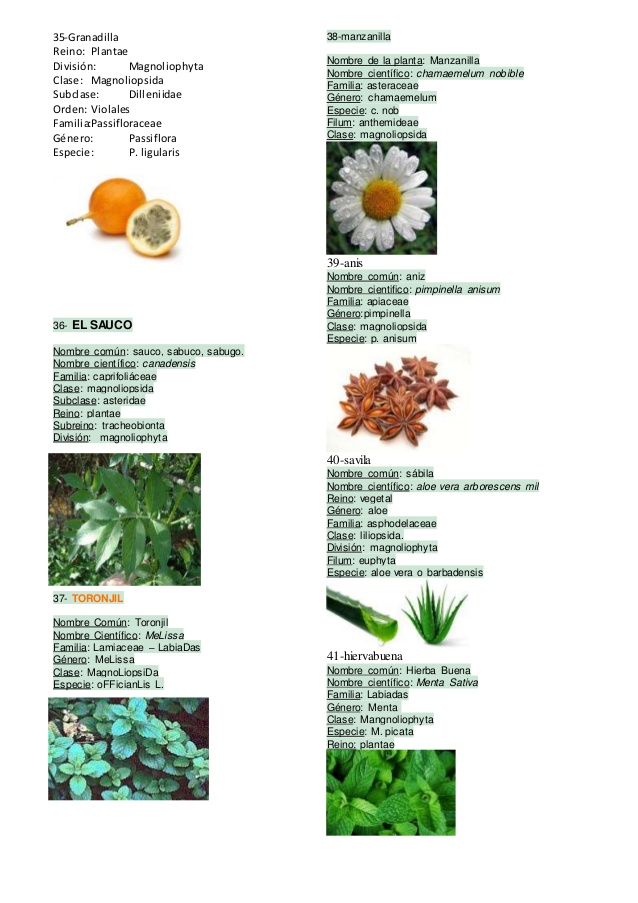 35-Granadilla
Reino: Plantae
División: Magnoliophyta
Clase: Magnoliopsida
Subclase: Dilleniidae
Orden: Violales
Familia:Passifloraceae
Género: Passiflora
Especie: P. ligularis
36- EL SAUCO
Nombre común: sauco, sabuco, sabugo.
Nombre científico: canadensis
Familia: caprifoliáceae
Clase: magnoliopsida
Subclase: asteridae
Reino: plantae
Subreino: tracheobionta
División: magnoliophyta
37- TORONJIL
Nombre Común: Toronjil
Nombre Científico: MeLissa
Familia: Lamiaceae – LabiaDas
Género: MeLissa
Clase: MagnoLiopsiDa
Especie: oFFicianLis L.
38-manzanilla
Nombre de la planta: Manzanilla
Nombre científico: chamaemelum nobible
Familia: asteraceae
Género: chamaemelum
Especie: c. nob
Filum: anthemideae
Clase: magnoliopsida
39-anis
Nombre común: aniz
Nombre cientifico: pimpinella anisum
Familia: apiaceae
Género:pimpinella
Clase: magnoliopsida
Especie: p. anisum
40-savila
Nombre común: sábila
Nombre científico: aloe vera arborescens mil
Reino: vegetal
Género: aloe
Familia: asphodelaceae
Clase: liliopsida.
División: magnoliophyta
Filum: euphyta
Especie: aloe vera o barbadensis
41-hiervabuena
Nombre común: Hierba Buena
Nombre científico: Menta Sativa
Familia: Labiadas
Género: Menta
Clase: Mangnoliophyta
Especie: M. picata
Reino: plantae